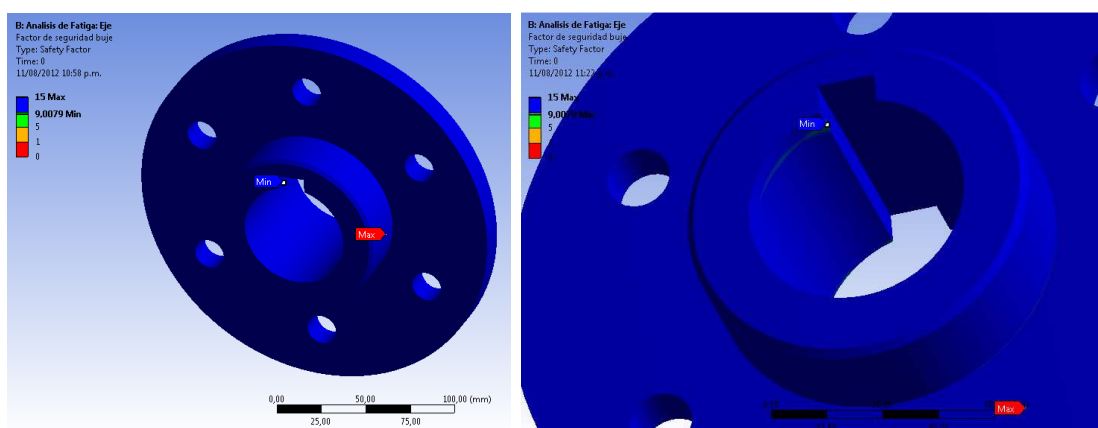 B: Analisis de Fatiga: Eje
Factor de seguridad buje
Type: Safety Factor
Time: 0
11/08/2012 10:58 p.m.
15 Max
9,0079 Min
5
1
0
Min
Max
0,00 50,00 100,00 (mm)
25,00 75,00
B: Analisis de Fatiga: Eje
Factor de seguridad buje
Type: Safety Factor
Time: 0
15 Max
Min
5
1
Max